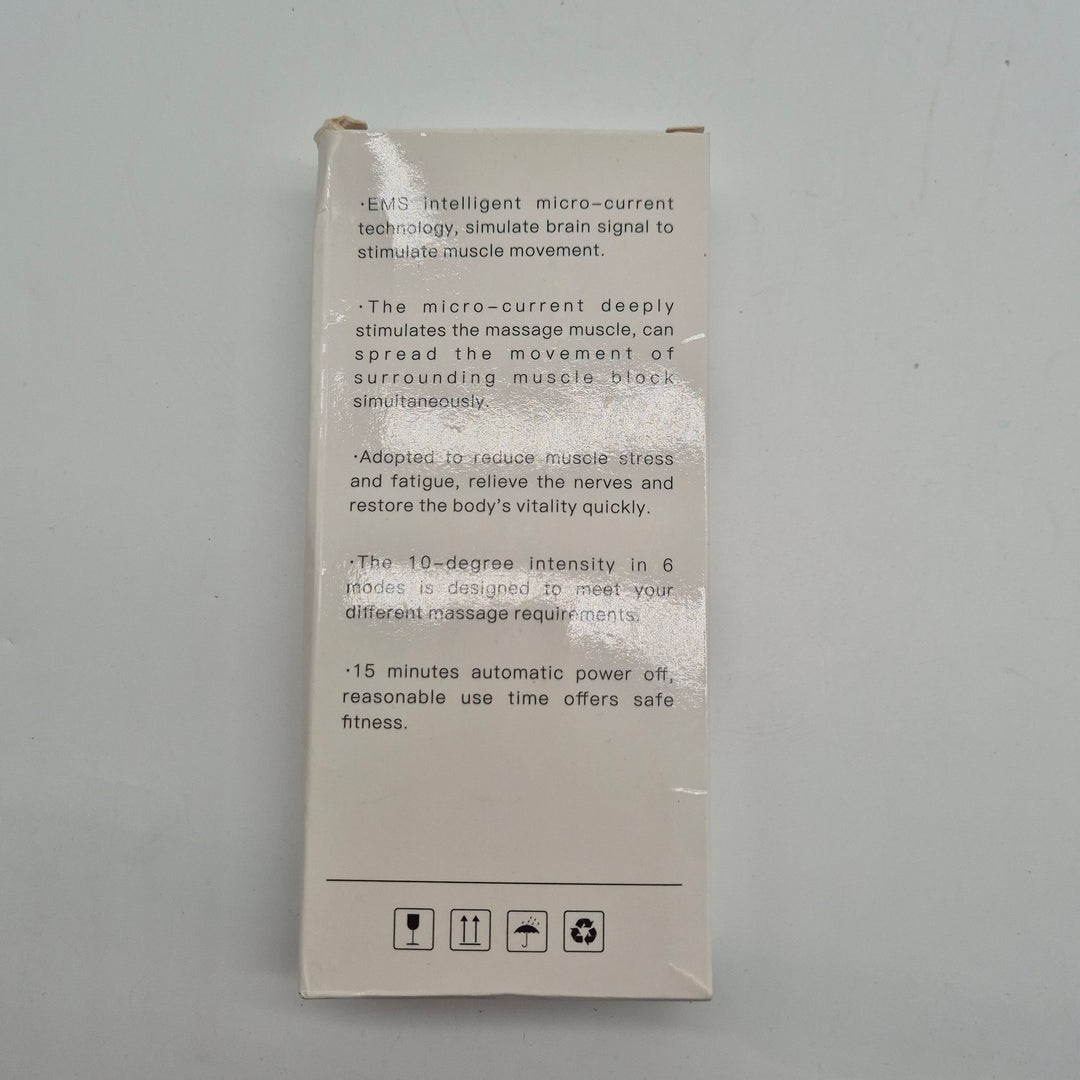 ·EMS intelligent micro-current
technology, simulate brain signal to
stimulate muscle movement.
·The micro-current deeply
stimulates the massage muscle, can
spread the movement of
surrounding muscle block
simultaneously.
·Adopted to reduce muscle stress
and fatigue, relieve the nerves and
restore the body's vitality quickly.
·The 10-degree intensity in 6
modes is designed to meet your
different massage requirements.
·15 minutes automatic power off,
reasonable use time offers safe
fitness.